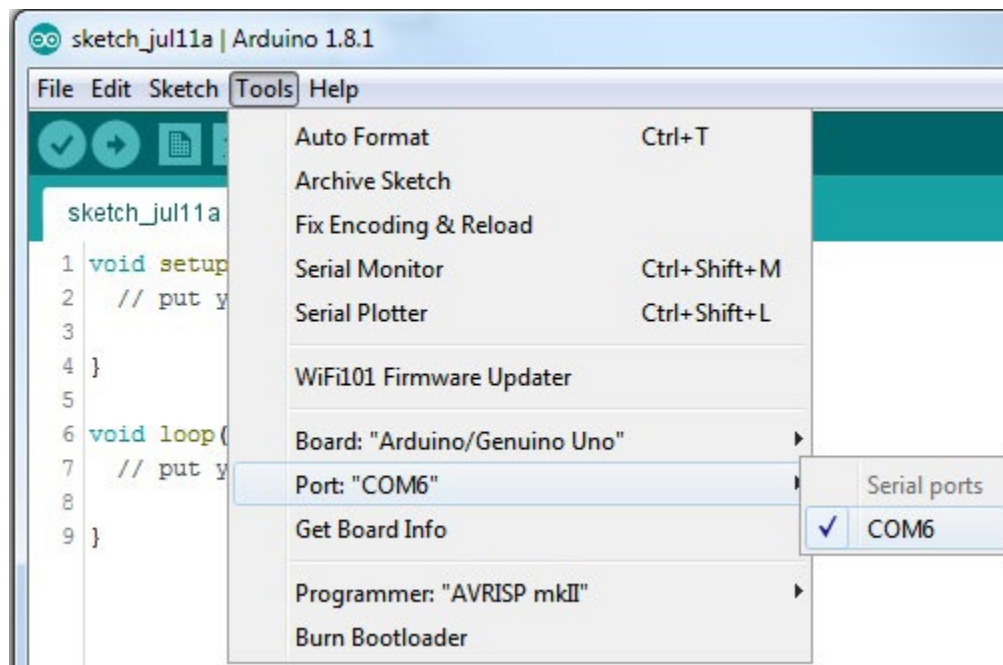 sketch_jul11a | Arduino 1.8.1
File Edit Sketch Tools Help
Auto Format Ctrl+T
Archive Sketch
Fix Encoding & Reload
Serial Monitor Ctrl+Shift+M
Serial Plotter Ctrl+Shift+L
WiFi101 Firmware Updater
Board: "Arduino/Genuino Uno"
Port: "COM6"
Get Board Info
Programmer: "AVRISP mkII"
Burn Bootloader
Serial ports
COM6
sketch_jul11a
1 void setup
2 // put y
3
4 }
5
6 void loop(
7 // put y
8
9 }